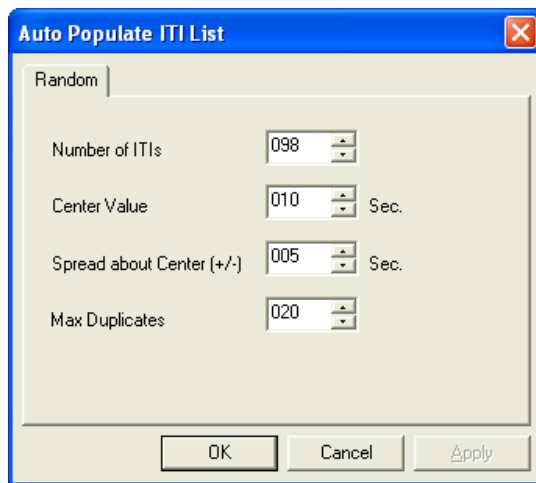 Auto Populate ITI List
Random
Number of ITIs 098
Center Value 010 Sec.
Spread about Center (+/-) 005 Sec.
Max Duplicates 020
OK Cancel Apply